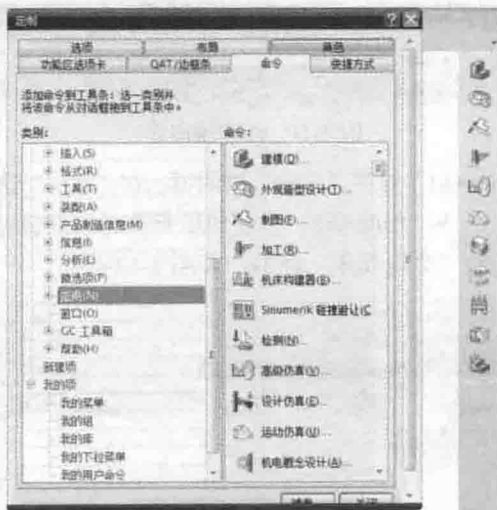 定制
选项 布局 角色
功能区选项卡 QAT/边框条 命令 快捷方式
添加命令到工具条：选一类别并
将该命令从对话框拖到工具条中。
类别： 命令：
插入(S)
格式(R)
工具(T)
装配(A)
产品制造信息(M)
信息(I)
分析(L)
首选项(P)
应用(N)
窗口(O)
GC 工具箱
帮助(H)
新建项
我的项
我的菜单
我的组
我的库
我的下拉菜单
我的用户命令
建模(O)...
外观造型设计(T)...
制图(E)...
加工(R)...
机床构建器(B)...
Sinumerik 碰撞避让(C
检测(N)...
高级仿真(V)...
设计仿真(E)...
运动仿真(U)...
机电概念设计(A)...